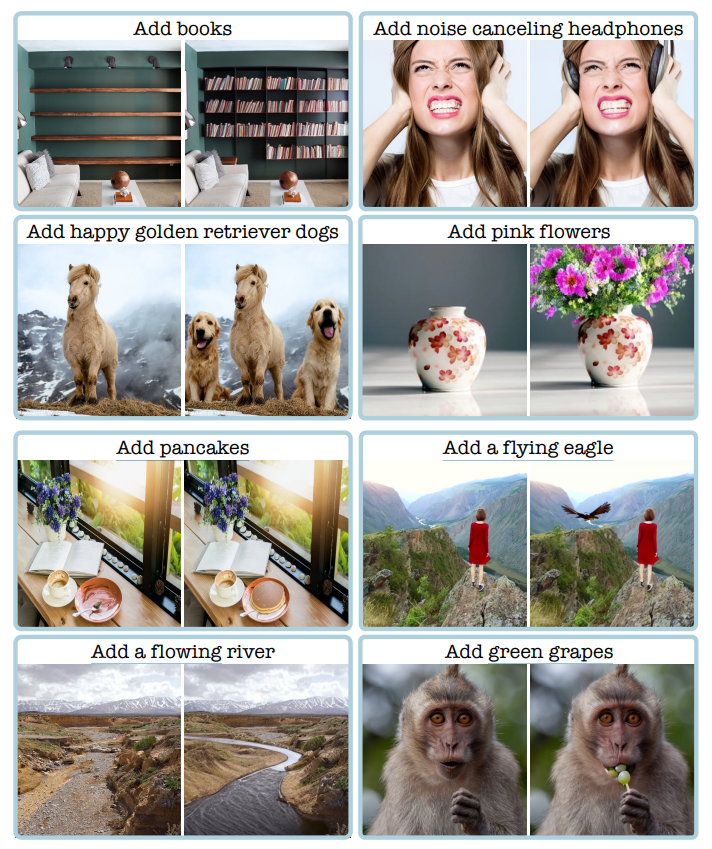 Add books
Add noise canceling headphones
Add happy golden retriever dogs
Add pink flowers
Add pancakes
Add a flying eagle
Add a flowing river
Add green grapes